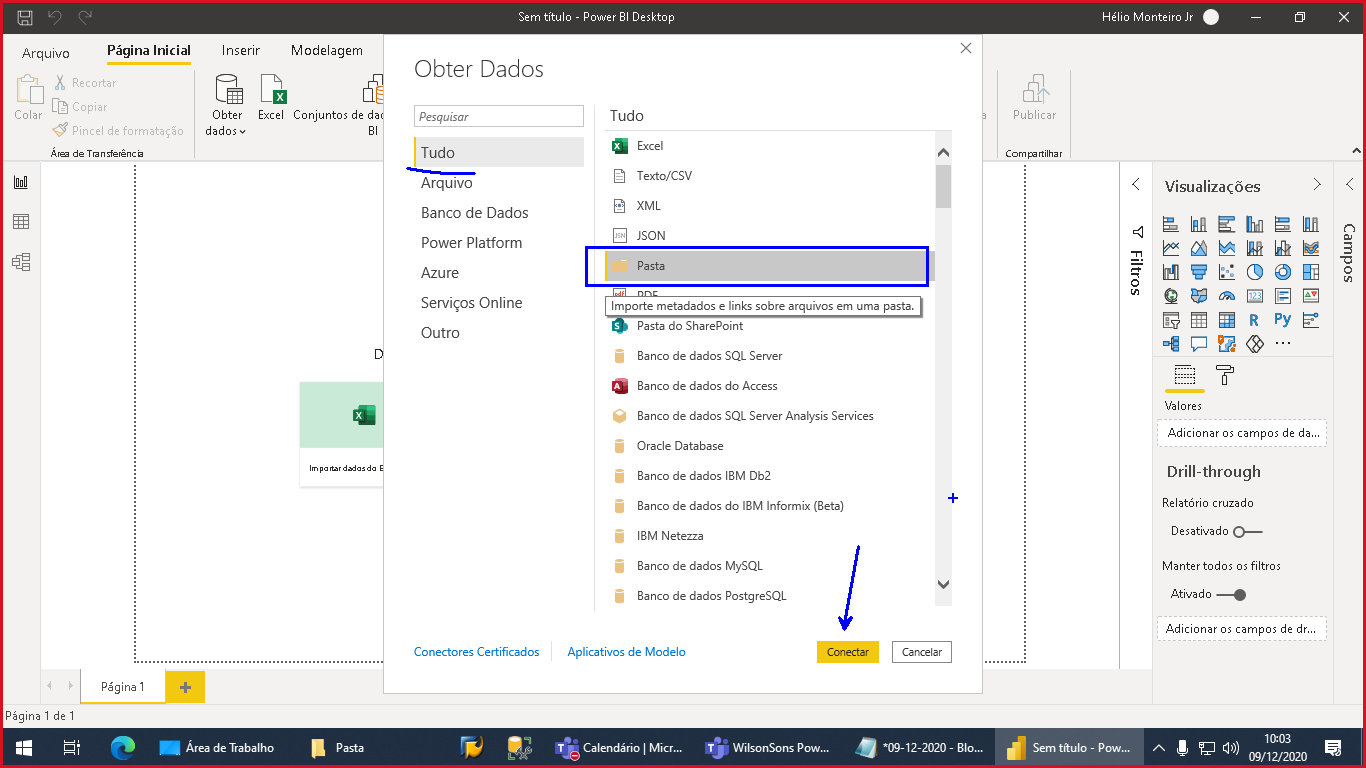 Sem título - Power BI Desktop
Hélio Monteiro Jr
Arquivo
Página Inicial
Inserir
Modelagem
Colar
Recortar
Copiar
Pincel de formatação
Área de Transferência
Obter
dados
Excel
Conjuntos de da
BI
Publicar
Compartilhar
Obter Dados
Pesquisar
Tudo
Arquivo
Banco de Dados
Power Platform
Azure
Serviços Online
Outro
Tudo
Excel
Texto/CSV
XML
JSON
Pasta
PDF
Importe metadados e links sobre arquivos em uma pasta.
Pasta do SharePoint
Banco de dados SQL Server
Banco de dados do Access
Banco de dados SQL Server Analysis Services
Oracle Database
Banco de dados IBM Db2
Banco de dados do IBM Informix (Beta)
IBM Netezza
Banco de dados MySQL
Banco de dados PostgreSQL
Conectores Certificados
Aplicativos de Modelo
Conectar
Cancelar
D
Importar dados do E
Filtros
Visualizações
R
Py
Valores
Adicionar os campos de da...
Drill-through
Relatório cruzado
Desativado
Manter todos os filtros
Ativado
Adicionar os campos de dr...
Campos
Página 1
Página 1 de 1
Área de Trabalho
Pasta
Calendário | Micr...
WilsonSons Pow...
*09-12-2020 - Blo...
Sem título - Pow...
10:03
09/12/2020